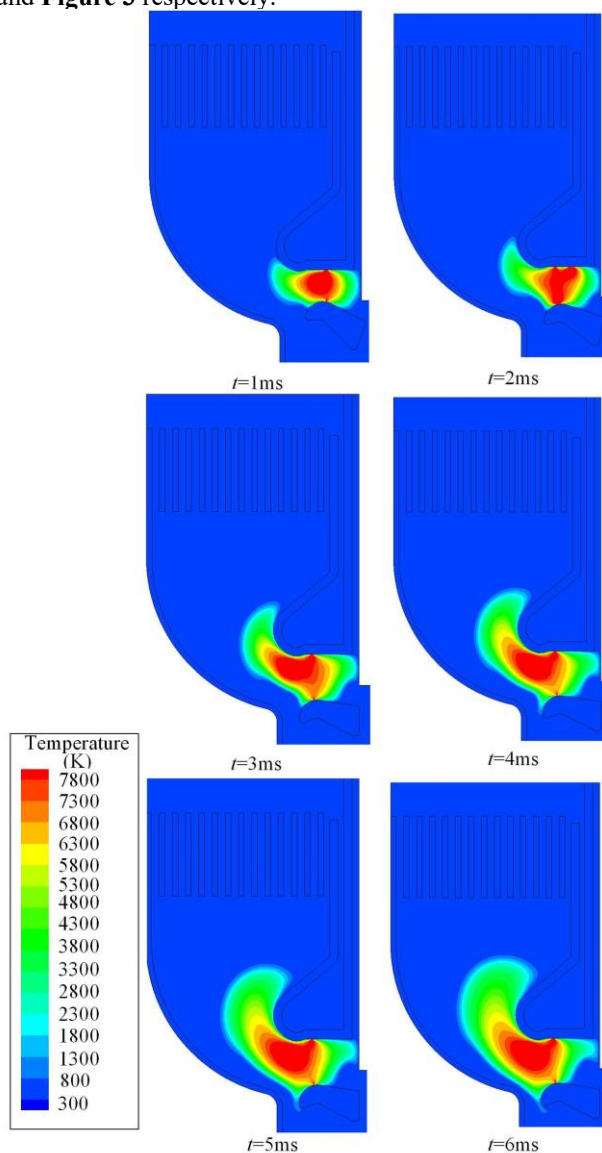 and Figure 5 respectively.
t=1ms
t=2ms
t=3ms
t=4ms
Temperature
(K)
7800
7300
6800
6300
5800
5300
4800
4300
3800
3300
2800
2300
1800
1300
800
300
t=5ms
t=6ms